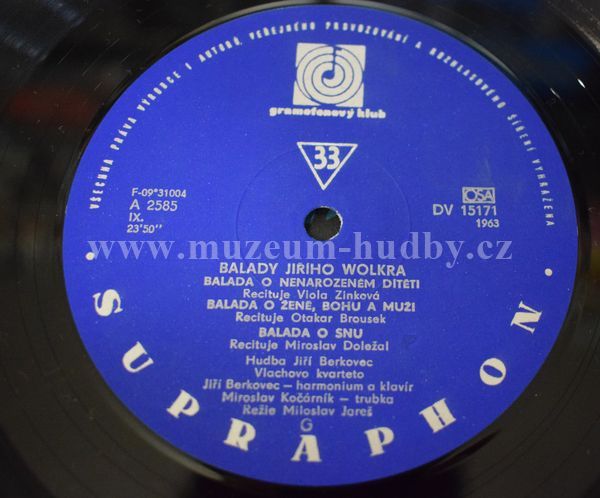 VŠECHNA PRÁVA VÝROBCE I AUTORŮ, VEŘEJNÉHO PROVOZOVÁNÍ A ROZHLASOVÉHO ŠÍŘENÍ VYHRAŽENA
gramofonový klub
33
F-09*31004
A 2585
IX.
23'50''
OSA
DV 15171
1963
www.muzeum-hudby.cz
BALADY JIŘÍHO WOLKRA
BALADA O NENAROZENÉM DÍTĚTI
Recituje Viola Zinková
BALADA O ŽENĚ, BOHU A MUŽI
Recituje Otakar Brousek
BALADA O SNU
Recituje Miroslav Doležal
Hudba Jiří Berkovec
Vlachovo kvarteto
Jiří Berkovec — harmonium a klavír
Miroslav Kočárník — trubka
Režie Miloslav Jareš
G
· SUPRAPHON ·